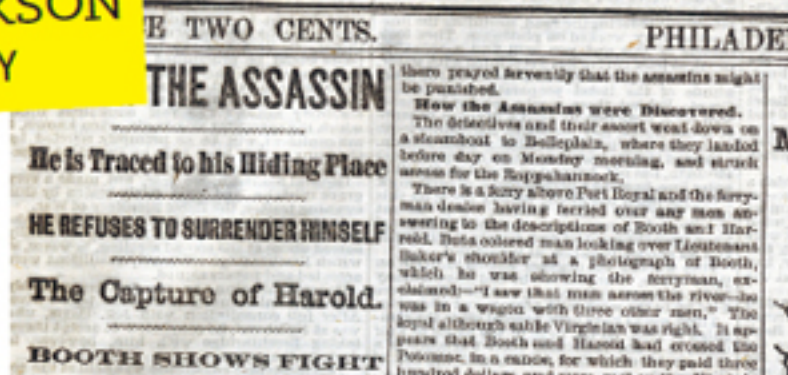 KSON
Y
E TWO CENTS.
PHILADE
THE ASSASSIN
He is Traced to his Hiding Place
HE REFUSES TO SURRENDER HIMSELF
The Capture of Harold.
BOOTH SHOWS FIGHT
there prayed fervently that the assassins might
be punished.
How the Assassins were Discovered.
The detectives and their escort went down on
a steamboat to Belleplain, where they landed
before day on Monday morning, and struck
across for the Rappahannock.
There is a ferry above Port Royal and the ferry-
man denies having ferried over any men an-
swering to the descriptions of Booth and Har-
rold. But a colored man looking over Lieutenant
Baker's shoulder at a photograph of Booth,
which he was showing the ferryman, ex-
claimed:—"I saw that man across the river—he
was in a wagon with three other men." The
loyal although sable Virginian was right. It ap-
pears that Booth and Harold had crossed the
Potomac, in a canoe, for which they paid three
hundred dollars and